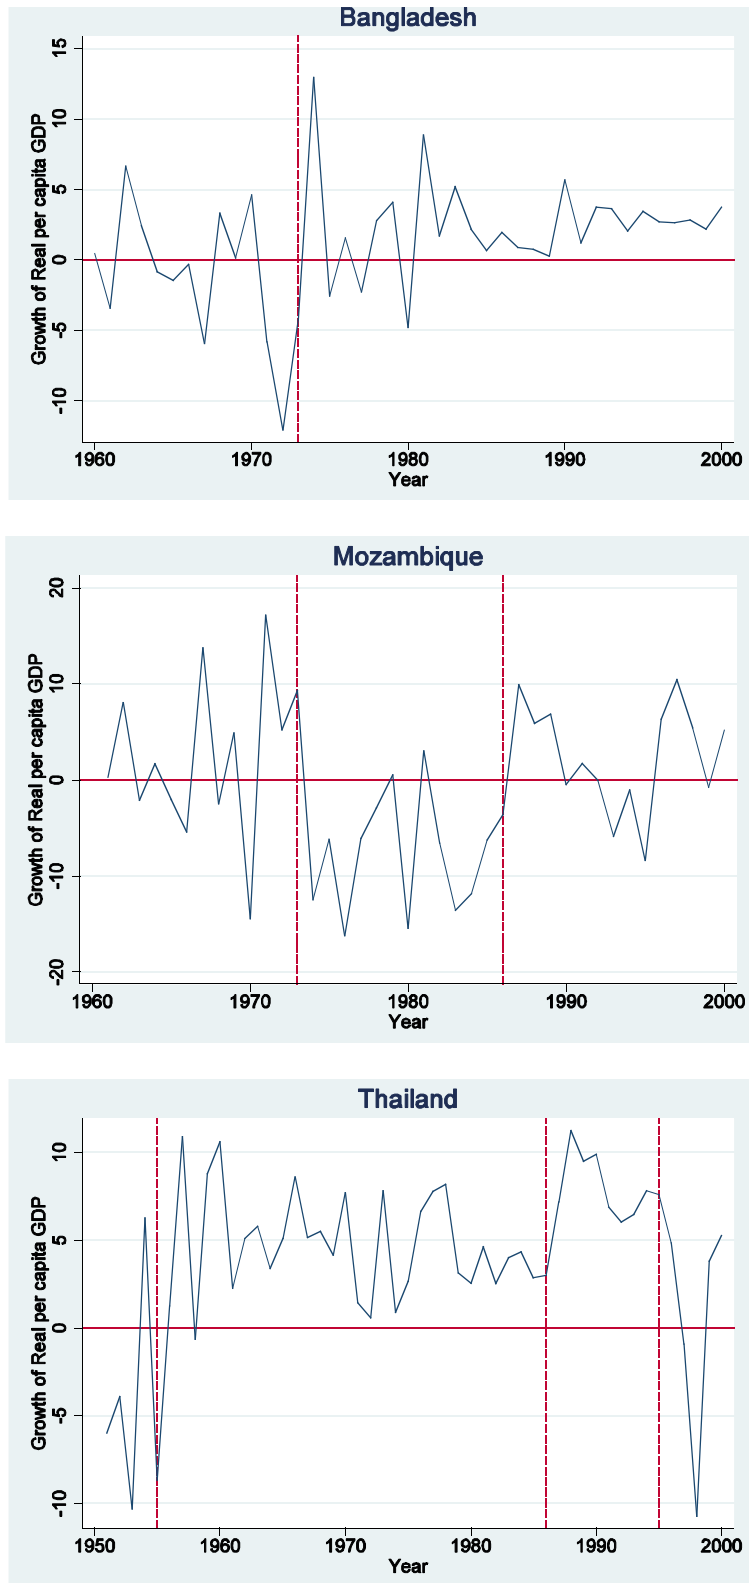 Bangladesh
Growth of Real per capita GDP
15
10
5
0
-5
-10
1960 1970 1980 1990 2000
Year
Mozambique
Growth of Real per capita GDP
20
10
0
-10
-20
1960 1970 1980 1990 2000
Year
Thailand
Growth of Real per capita GDP
10
5
0
-5
-10
1950 1960 1970 1980 1990 2000
Year